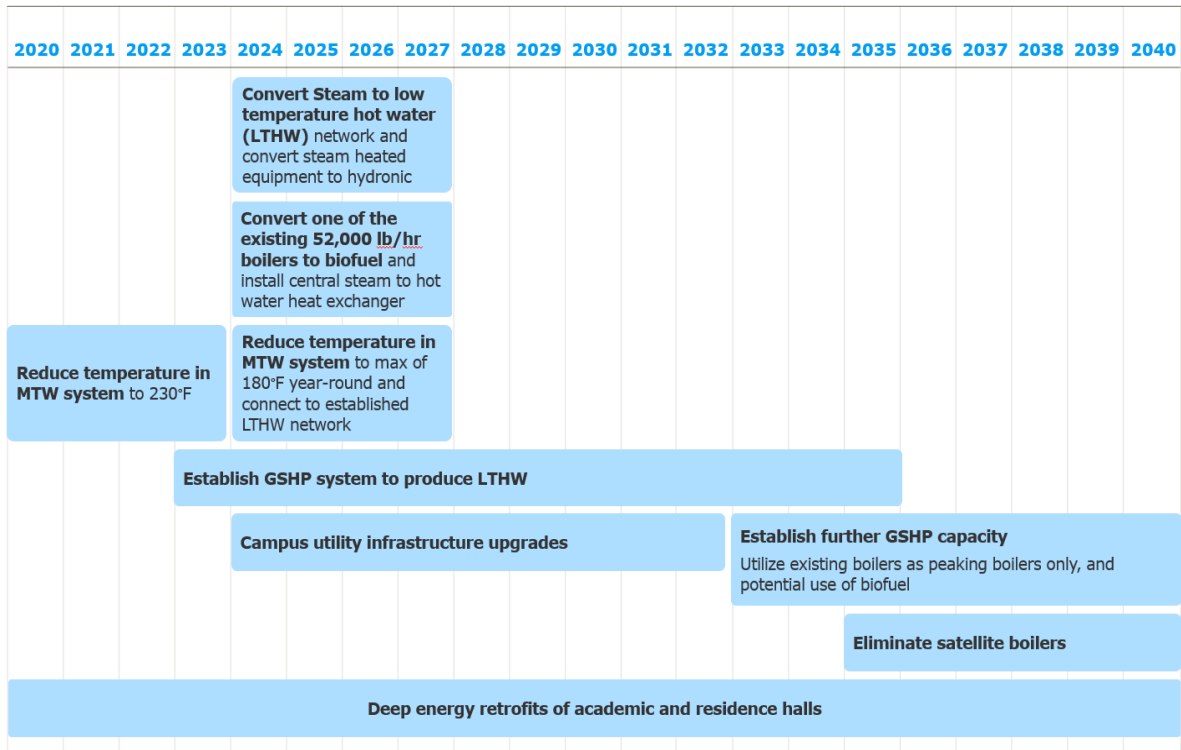 2020 2021 2022 2023 2024 2025 2026 2027 2028 2029 2030 2031 2032 2033 2034 2035 2036 2037 2038 2039 2040
Convert Steam to low
temperature hot water
(LTHW) network and
convert steam heated
equipment to hydronic
Convert one of the
existing 52,000 lb/hr
boilers to biofuel and
install central steam to hot
water heat exchanger
Reduce temperature in
MTW system to 230°F
Reduce temperature in
MTW system to max of
180°F year-round and
connect to established
LTHW network
Establish GSHP system to produce LTHW
Campus utility infrastructure upgrades
Establish further GSHP capacity
Utilize existing boilers as peaking boilers only, and
potential use of biofuel
Eliminate satellite boilers
Deep energy retrofits of academic and residence halls